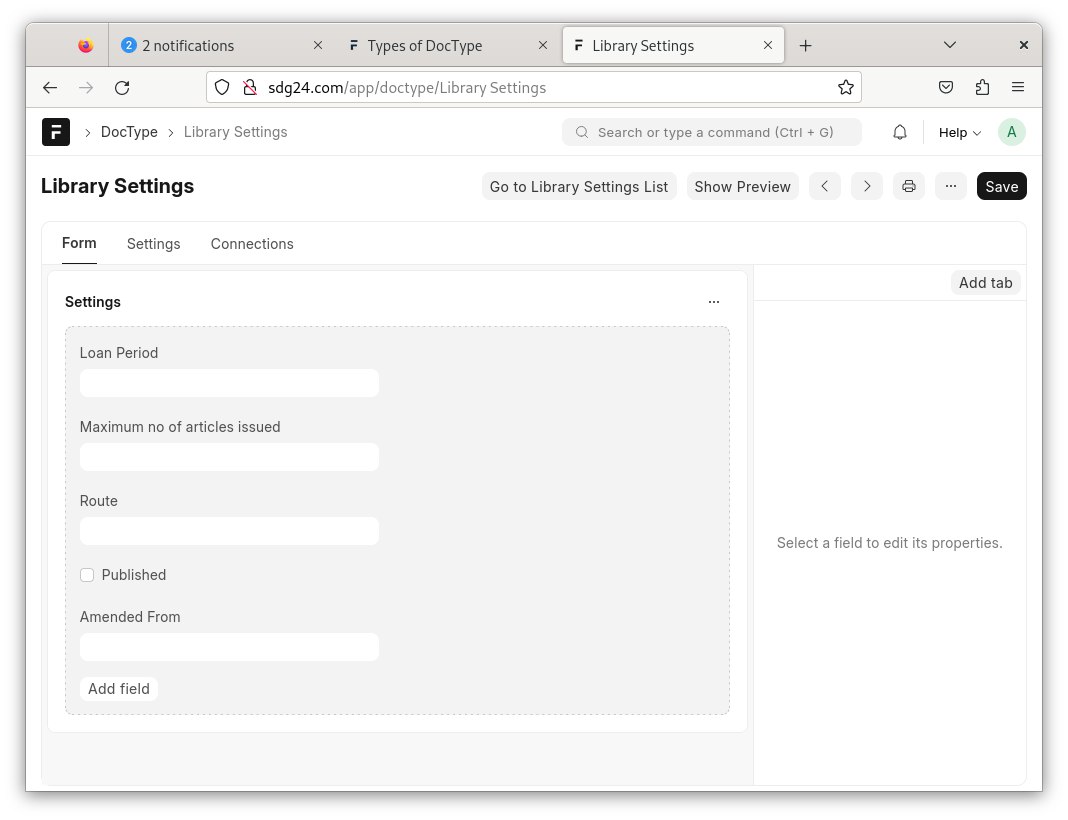 2 2 notifications
Types of DocType
Library Settings
sdg24.com/app/doctype/Library Settings
DocType
Library Settings
Search or type a command (Ctrl + G)
Help
A
Library Settings
Go to Library Settings List
Show Preview
Save
Form
Settings
Connections
Add tab
Settings
Loan Period
Maximum no of articles issued
Route
Published
Amended From
Add field
Select a field to edit its properties.